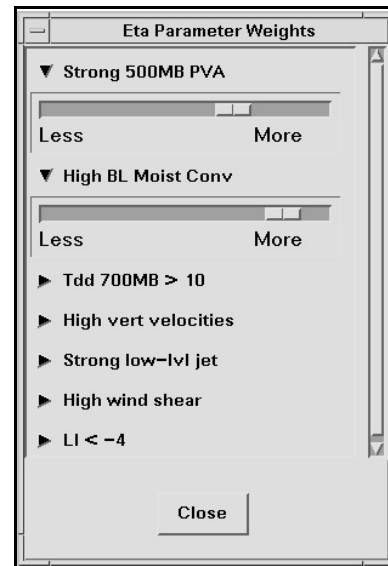 Eta Parameter Weights
Strong 500MB PVA
Less More
High BL Moist Conv
Less More
Tdd 700MB > 10
High vert velocities
Strong low-lvl jet
High wind shear
LI < -4
Close